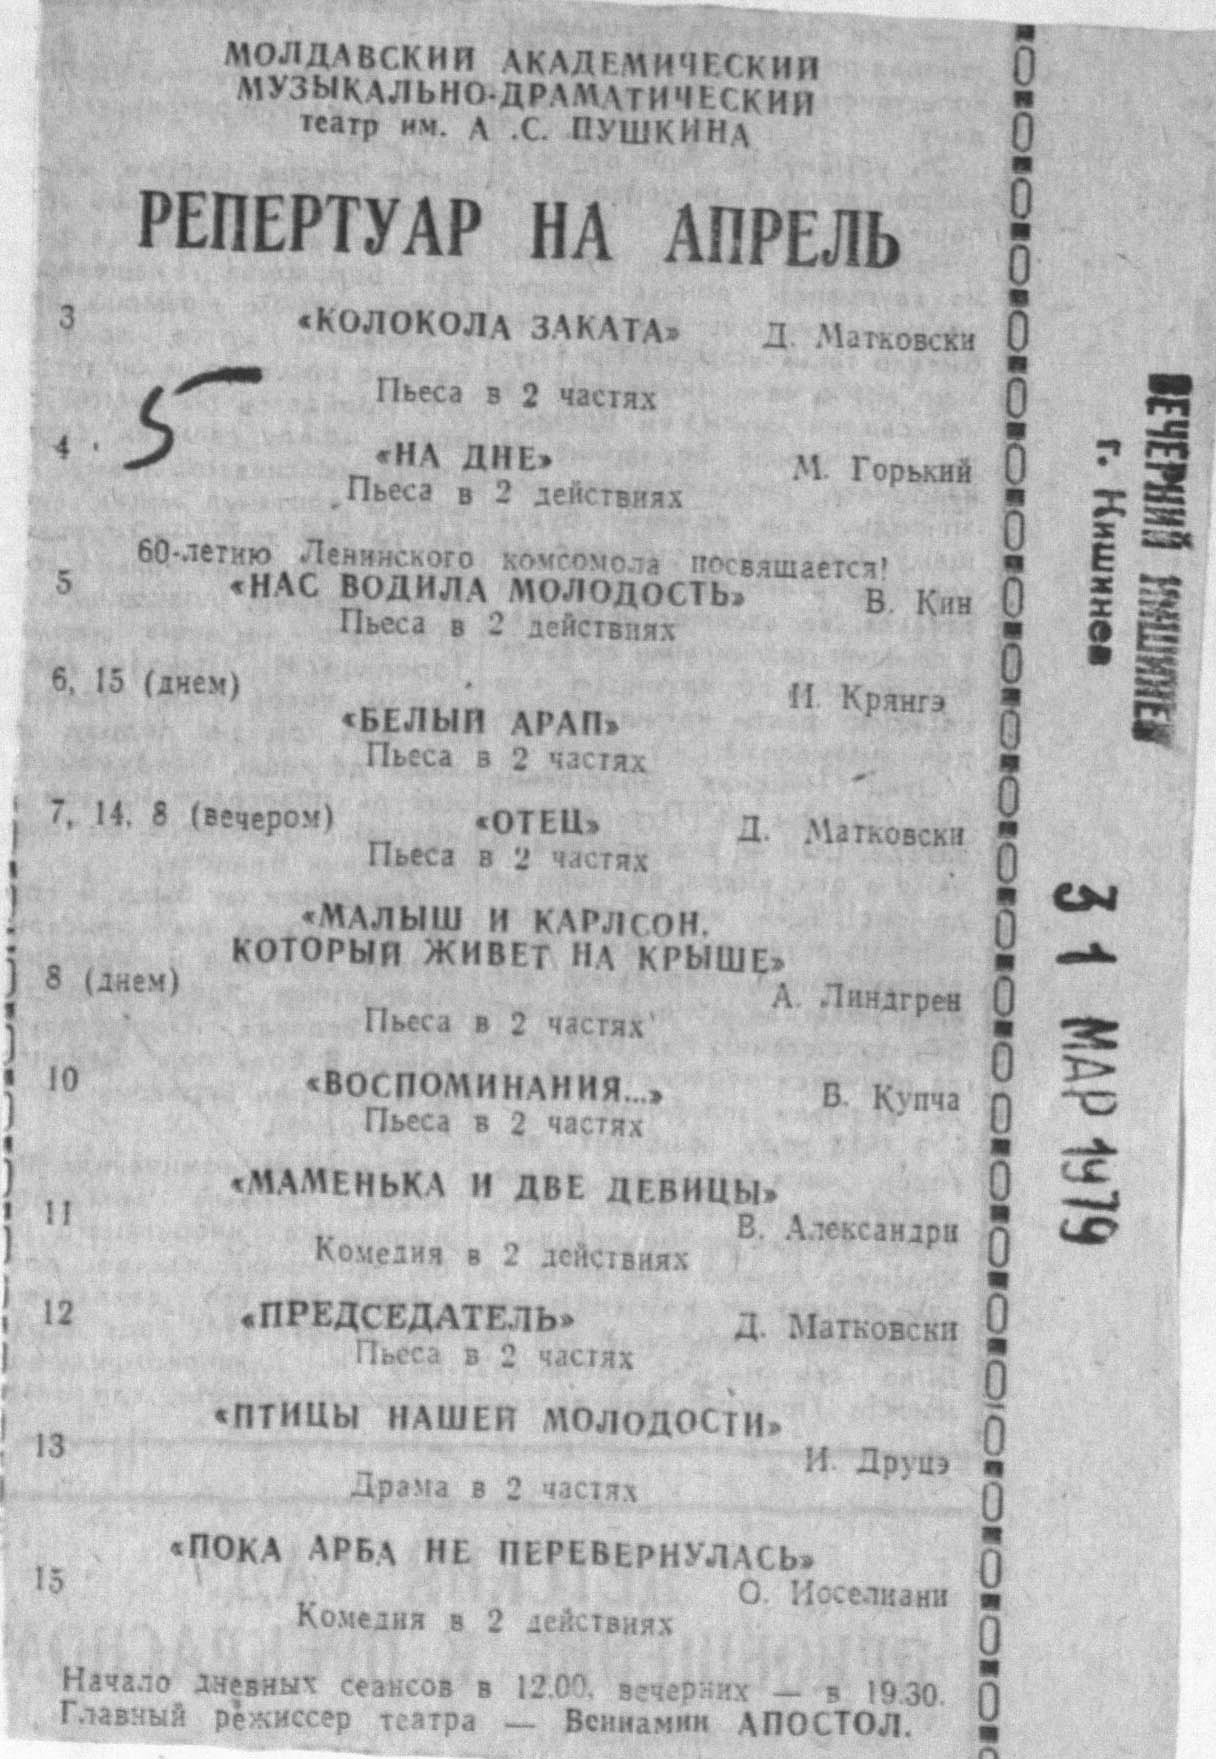 МОЛДАВСКИЙ АКАДЕМИЧЕСКИЙ
МУЗЫКАЛЬНО-ДРАМАТИЧЕСКИЙ
театр им. А .С. ПУШКИНА
РЕПЕРТУАР НА АПРЕЛЬ
3 «КОЛОКОЛА ЗАКАТА» Д. Матковски
Пьеса в 2 частях
5
4 «НА ДНЕ» М. Горький
Пьеса в 2 действиях
60-летию Ленинского комсомола посвящается!
5 «НАС ВОДИЛА МОЛОДОСТЬ» В. Кин
Пьеса в 2 действиях
6, 15 (днем) И. Крянгэ
«БЕЛЫЙ АРАП»
Пьеса в 2 частях
7, 14, 8 (вечером) «ОТЕЦ» Д. Матковски
Пьеса в 2 частях
«МАЛЫШ И КАРЛСОН,
КОТОРЫЙ ЖИВЕТ НА КРЫШЕ»
8 (днем) А. Линдгрен
Пьеса в 2 частях
10 «ВОСПОМИНАНИЯ...» В. Купча
Пьеса в 2 частях
«МАМЕНЬКА И ДВЕ ДЕВИЦЫ»
11 В. Александри
Комедия в 2 действиях
12 «ПРЕДСЕДАТЕЛЬ» Д. Матковски
Пьеса в 2 частях
«ПТИЦЫ НАШЕЙ МОЛОДОСТИ»
13 И. Друцэ
Драма в 2 частях
«ПОКА АРБА НЕ ПЕРЕВЕРНУЛАСЬ»
15 О. Иоселиани
Комедия в 2 действиях
Начало дневных сеансов в 12.00, вечерних — в 19.30.
Главный режиссер театра — Вениамин АПОСТОЛ.
ВЕЧЕРНИЙ КИШИНЕВ
г. Кишинев
31 МАР 1979